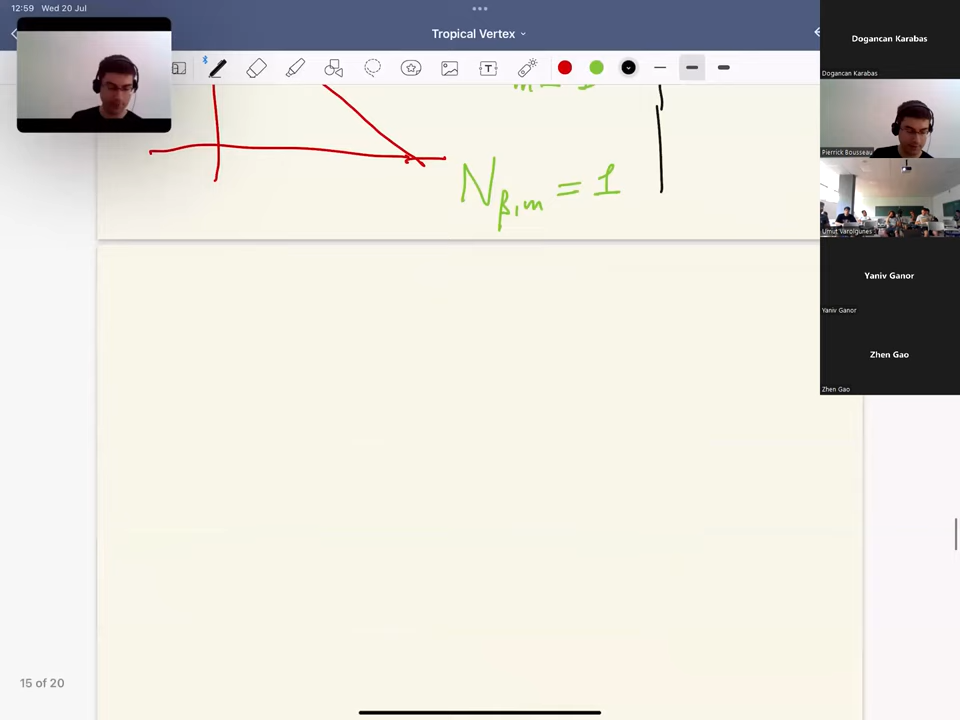 12:59 Wed 20 Jul
Tropical Vertex
Dogancan Karabas
Dogancan Karabas
Pierrick Bousseau
Umut Varolgunes
Yaniv Ganor
Yaniv Ganor
Zhen Gao
Zhen Gao
N_{β,m} = 1
15 of 20